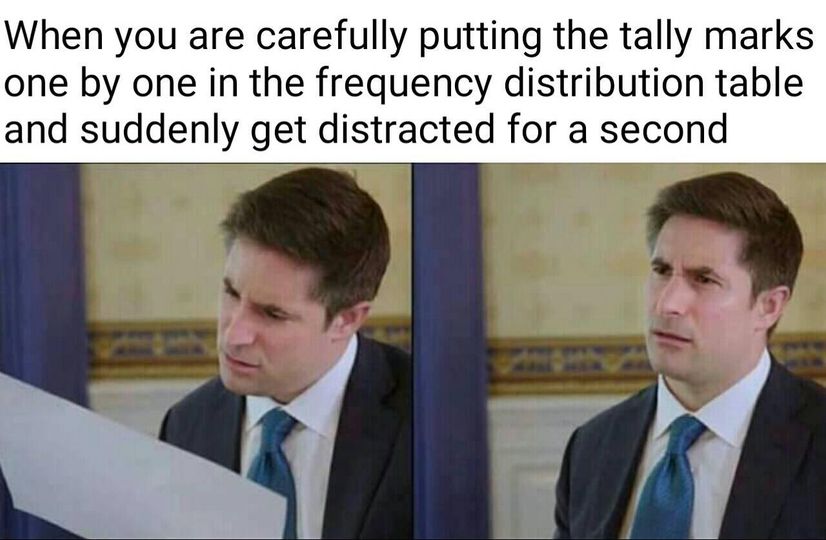 When you are carefully putting the tally marks
one by one in the frequency distribution table
and suddenly get distracted for a second